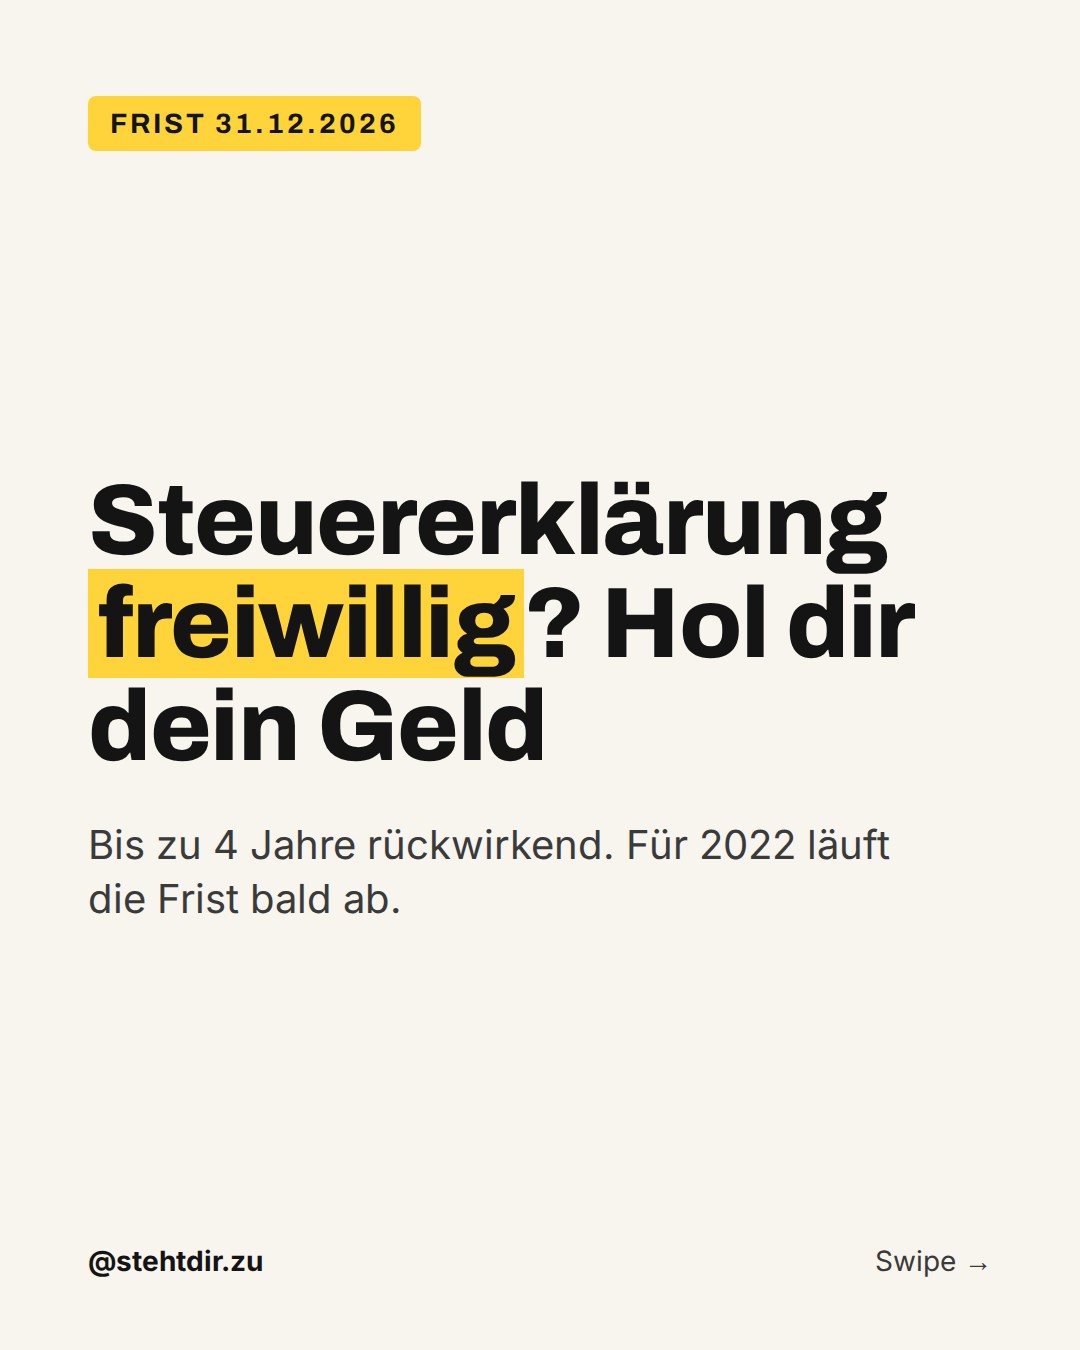 FRIST 31.12.2026
Steuererklärung
freiwillig? Hol dir
dein Geld
Bis zu 4 Jahre rückwirkend. Für 2022 läuft
die Frist bald ab.
@stehtdir.zu
Swipe →